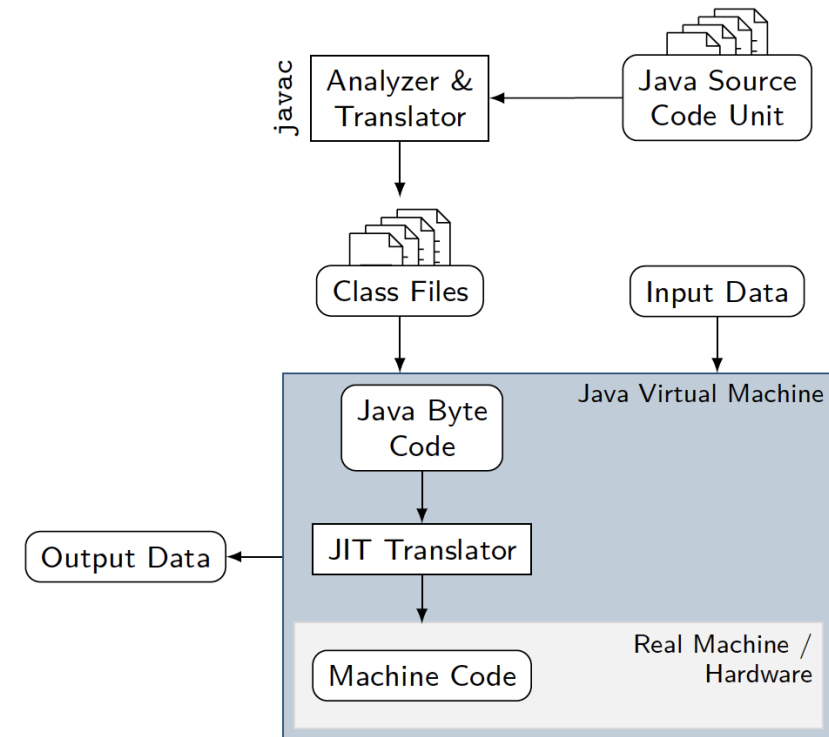 javac
Analyzer &
Translator
Java Source
Code Unit
Class Files
Input Data
Java Virtual Machine
Java Byte
Code
JIT Translator
Output Data
Real Machine /
Hardware
Machine Code